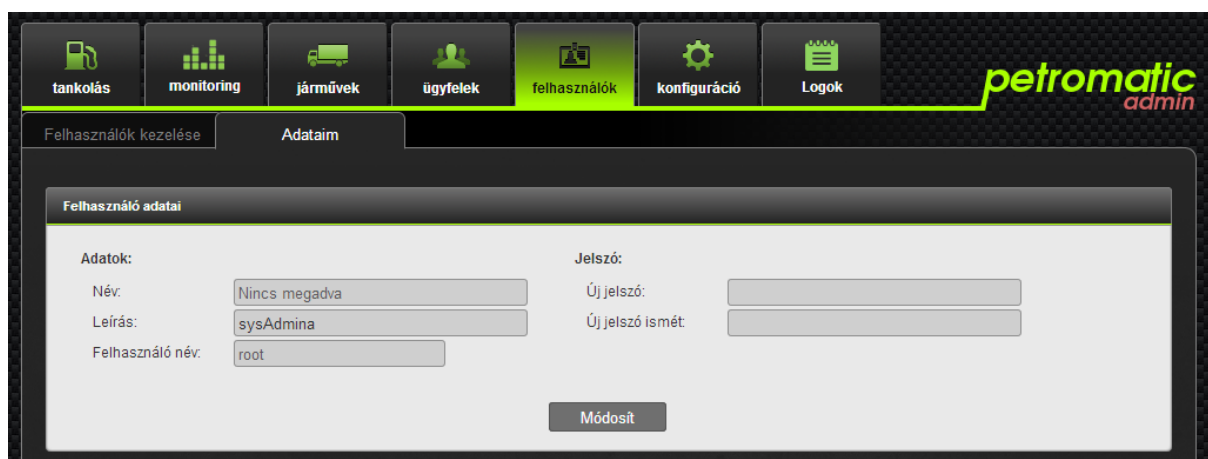 tankolás
monitoring
járművek
ügyfelek
felhasználók
konfiguráció
Logok
petromatic
admin
Felhasználók kezelése
Adataim
Felhasználó adatai
Adatok:
Név: Nincs megadva
Leírás: sysAdmina
Felhasználó név: root
Jelszó:
Új jelszó:
Új jelszó ismét:
Módosít